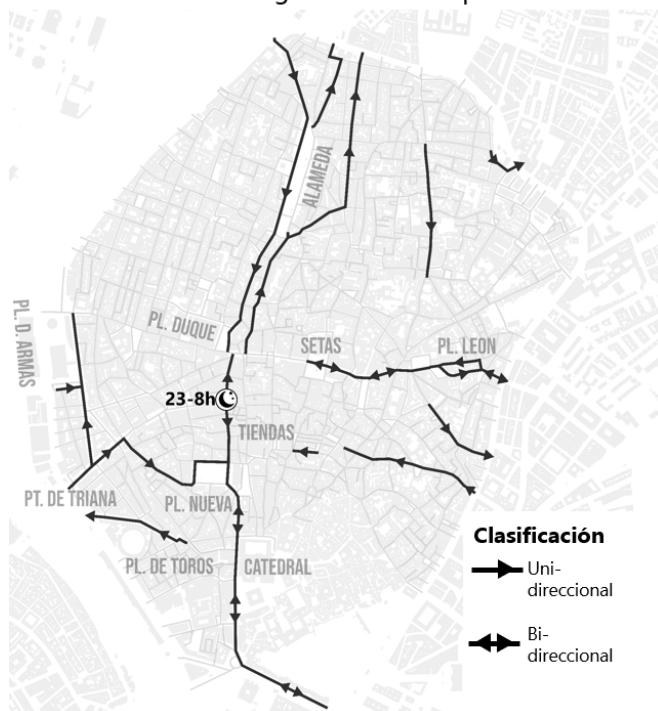 ALAMEDA
PL. D. ARMAS
PL. DUQUE
SETAS
PL. LEON
23-8h
TIENDAS
PT. DE TRIANA
PL. NUEVA
PL. DE TOROS
CATEDRAL
Clasificación
Uni-
direccional
Bi-
direccional